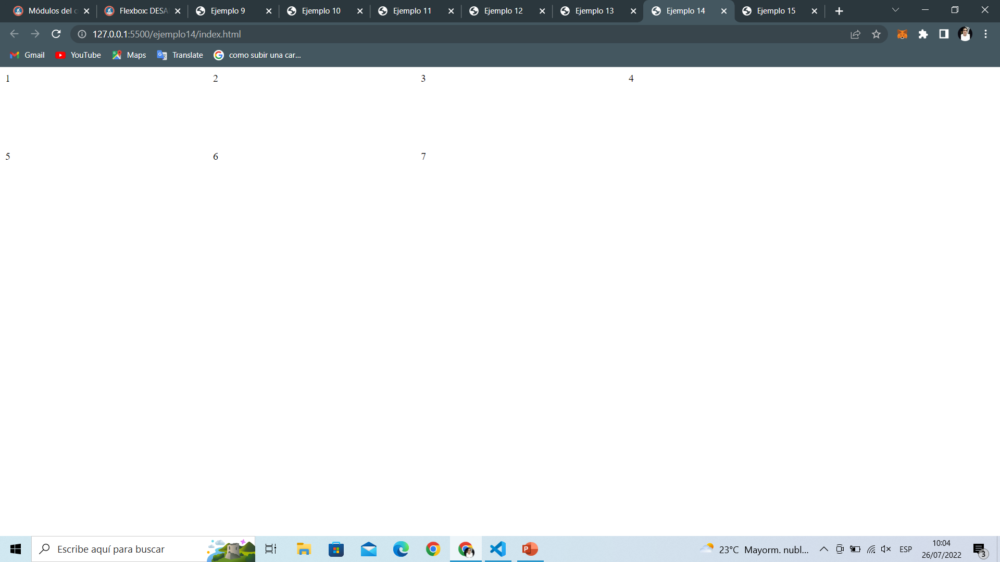 Módulos del c
Flexbox: DESA
Ejemplo 9
Ejemplo 10
Ejemplo 11
Ejemplo 12
Ejemplo 13
Ejemplo 14
Ejemplo 15
127.0.0.1:5500/ejemplo14/index.html
Gmail
YouTube
Maps
Translate
como subir una car...
1 2 3 4
5 6 7
Escribe aquí para buscar
23°C Mayorm. nubl...
ESP
10:04
26/07/2022
3